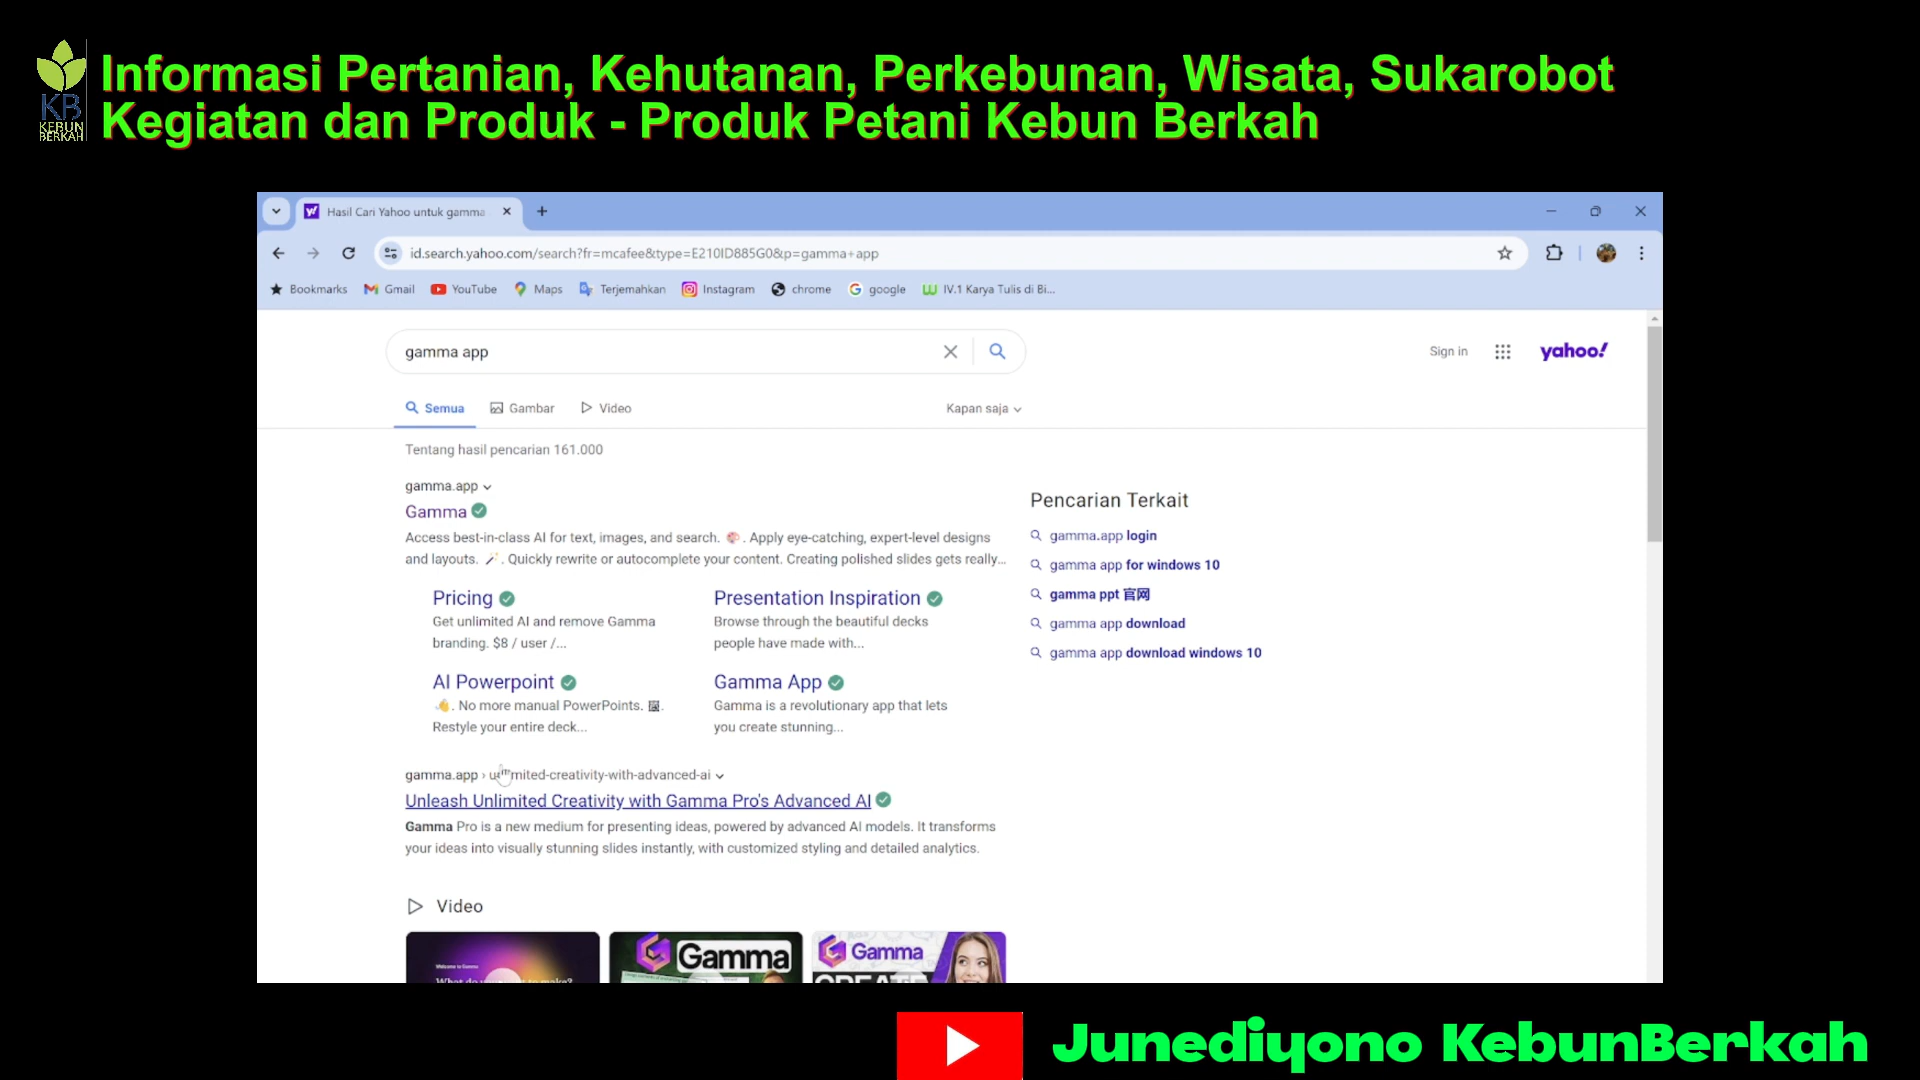 KB
KEBUN
BERKAH
Informasi Pertanian, Kehutanan, Perkebunan, Wisata, Sukarobot
Kegiatan dan Produk - Produk Petani Kebun Berkah
Hasil Cari Yahoo untuk gamma
id.search.yahoo.com/search?fr=mcafee&type=E210ID885G0&p=gamma+app
Bookmarks Gmail YouTube Maps Terjemahkan Instagram chrome google IV.1 Karya Tulis di Bi...
gamma app
Sign in
yahoo!
Semua Gambar Video Kapan saja
Tentang hasil pencarian 161.000
gamma.app
Gamma
Access best-in-class AI for text, images, and search. 🧠. Apply eye-catching, expert-level designs
and layouts. 🪄. Quickly rewrite or autocomplete your content. Creating polished slides gets really...
Pricing
Get unlimited AI and remove Gamma
branding. $8 / user /...
Presentation Inspiration
Browse through the beautiful decks
people have made with...
AI Powerpoint
👋. No more manual PowerPoints. 🖼.
Restyle your entire deck...
Gamma App
Gamma is a revolutionary app that lets
you create stunning...
gamma.app › unlimited-creativity-with-advanced-ai
Unleash Unlimited Creativity with Gamma Pro's Advanced AI
Gamma Pro is a new medium for presenting ideas, powered by advanced AI models. It transforms
your ideas into visually stunning slides instantly, with customized styling and detailed analytics.
Pencarian Terkait
gamma.app login
gamma app for windows 10
gamma ppt 官网
gamma app download
gamma app download windows 10
Video
Welcome to Gamma
Gamma
Gamma
CREATE
Junediyono KebunBerkah